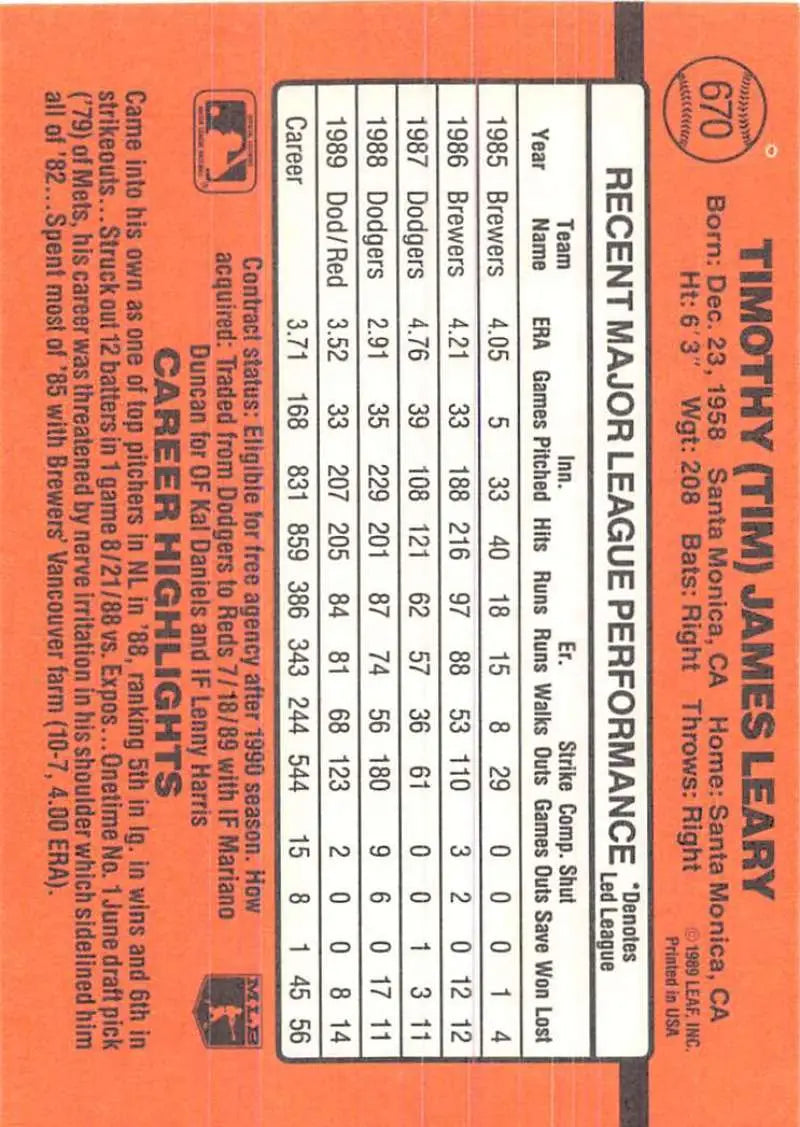 670
TIMOTHY (TIM) JAMES LEARY
Born: Dec. 23, 1958 Santa Monica, CA Home: Santa Monica, CA
Ht: 6'3" Wgt: 208 Bats: Right Throws: Right
© 1989 LEAF, INC.
Printed in USA
RECENT MAJOR LEAGUE PERFORMANCE
*Denotes
Led League
Team Inn. Er. Strike Comp. Shut
Year Name ERA Games Pitched Hits Runs Runs Walks Outs Games Outs Save Won Lost
1985 Brewers 4.05 5 33 40 18 15 8 29 0 0 0 1 4
1986 Brewers 4.21 33 188 216 97 88 53 110 3 2 0 12 12
1987 Dodgers 4.76 39 108 121 62 57 36 61 0 0 1 3 11
1988 Dodgers 2.91 35 229 201 87 74 56 180 9 6 0 17 11
1989 Dod/Red 3.52 33 207 205 84 81 68 123 2 0 0 8 14
Career 3.71 168 831 859 386 343 244 544 15 8 1 45 56
Contract status: Eligible for free agency after 1990 season. How
acquired: Traded from Dodgers to Reds 7/18/89 with IF Mariano
Duncan for OF Kal Daniels and IF Lenny Harris
MLB
CAREER HIGHLIGHTS
Came into his own as one of top pitchers in NL in '88, ranking 5th in lg. in wins and 6th in
strikeouts...Struck out 12 batters in 1 game 8/21/88 vs. Expos...Onetime No. 1 June draft pick
('79) of Mets, his career was threatened by nerve irritation in his shoulder which sidelined him
all of '82...Spent most of '85 with Brewers' Vancouver farm (10-7, 4.00 ERA).